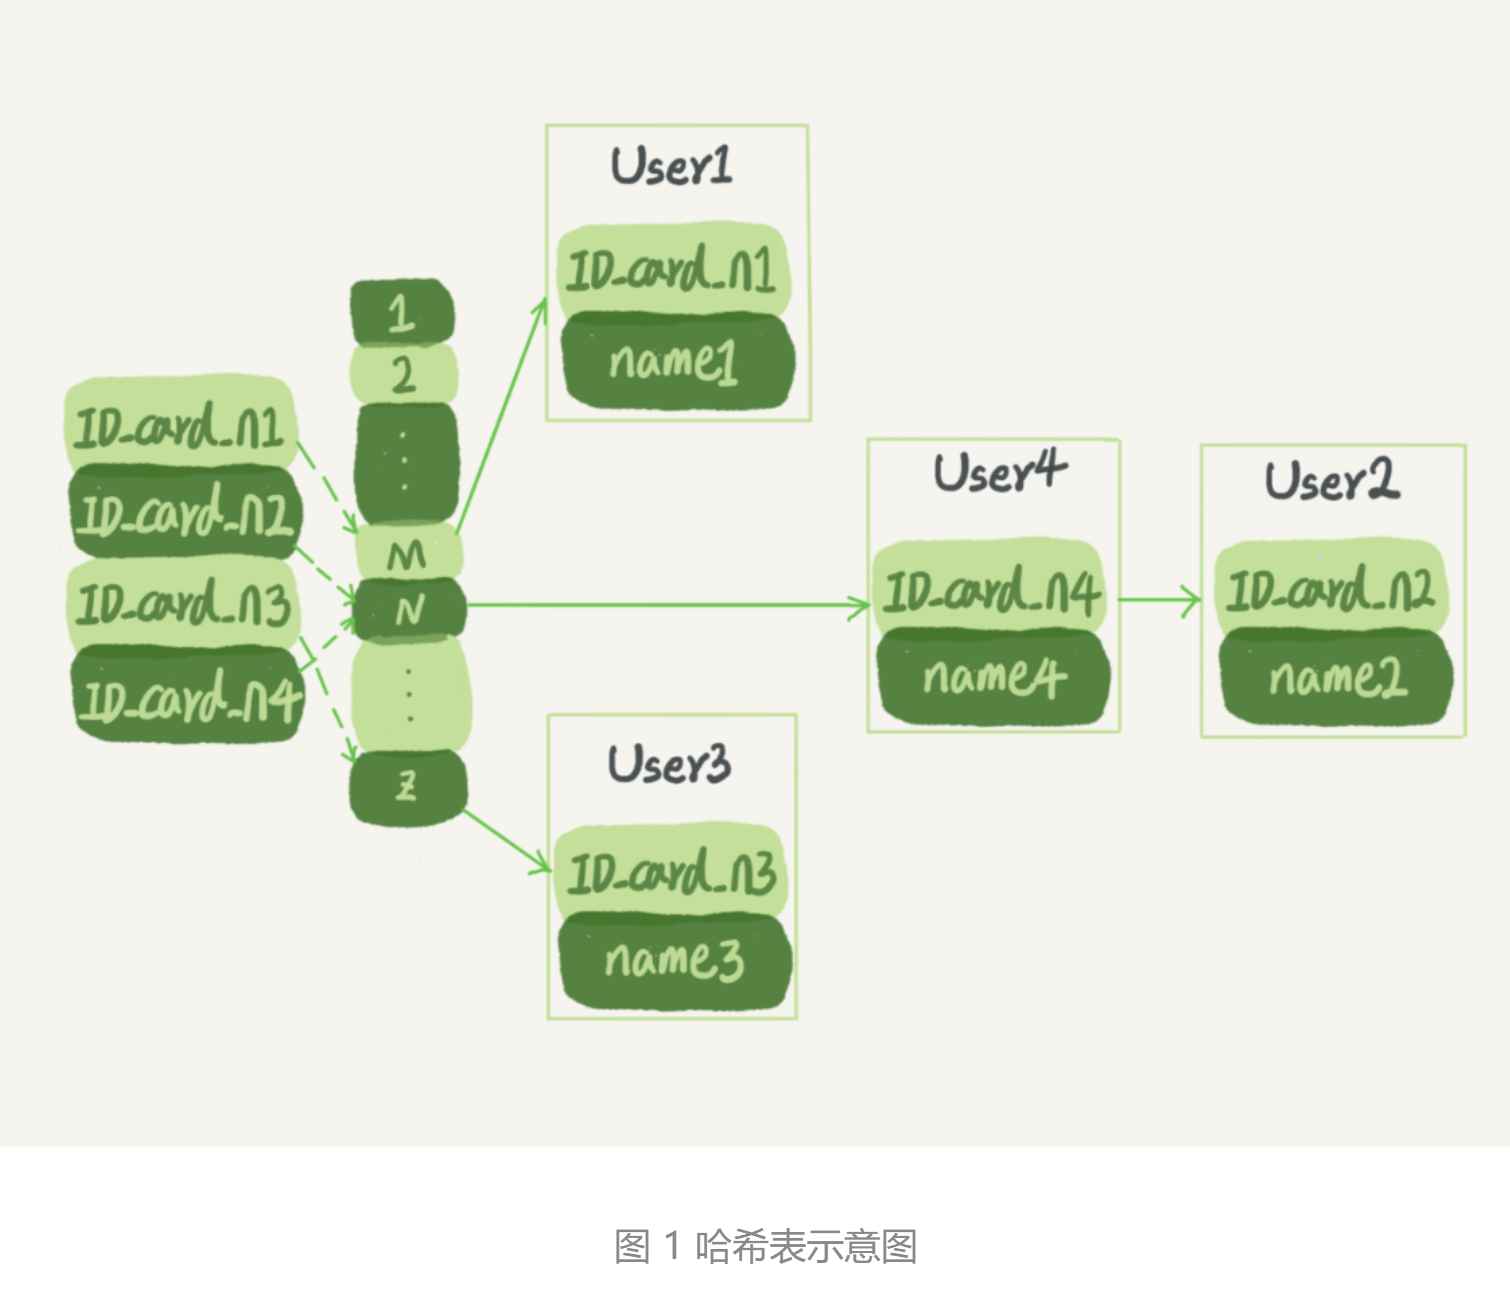 ID_card_n1
ID_card_n2
ID_card_n3
ID_card_n4
1
2
M
N
Z
User1
ID_card_n1
name1
User4
ID_card_n4
name4
User2
ID_card_n2
name2
User3
ID_card_n3
name3
图 1 哈希表示意图